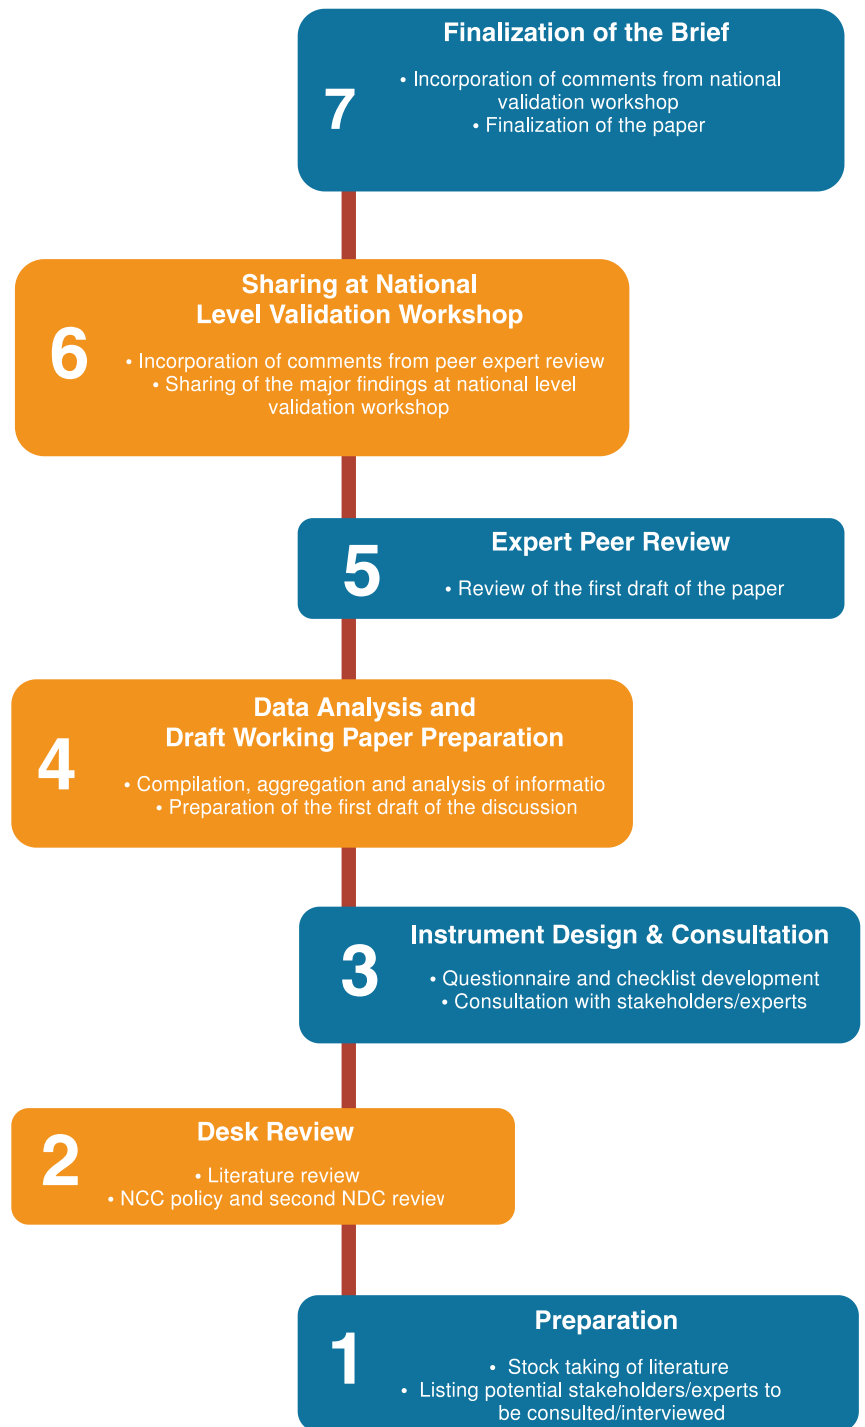 Finalization of the Brief
7
• Incorporation of comments from national
validation workshop
• Finalization of the paper
Sharing at National
Level Validation Workshop
6
• Incorporation of comments from peer expert review
• Sharing of the major findings at national level
validation workshop
Expert Peer Review
5
• Review of the first draft of the paper
Data Analysis and
Draft Working Paper Preparation
4
• Compilation, aggregation and analysis of informatio
• Preparation of the first draft of the discussion
Instrument Design & Consultation
3
• Questionnaire and checklist development
• Consultation with stakeholders/experts
Desk Review
2
• Literature review
• NCC policy and second NDC review
Preparation
1
• Stock taking of literature
• Listing potential stakeholders/experts to
be consulted/interviewed